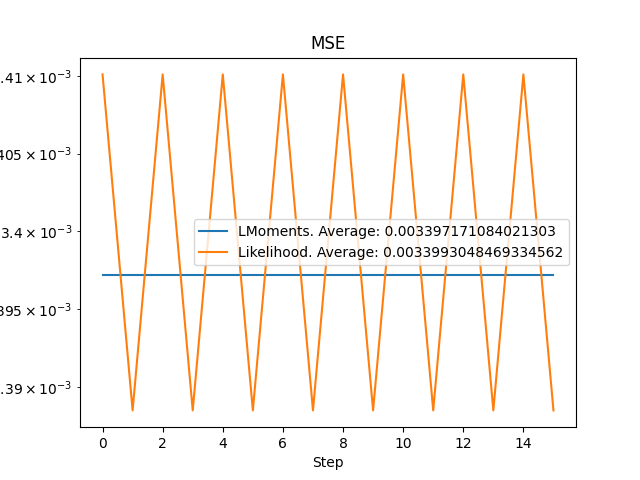 MSE
.41 × 10⁻³
405 × 10⁻³
3.4 × 10⁻³
395 × 10⁻³
.39 × 10⁻³
LMoments. Average: 0.0033971171084021303
Likelihood. Average: 0.0033993048469334562
0 2 4 6 8 10 12 14
Step